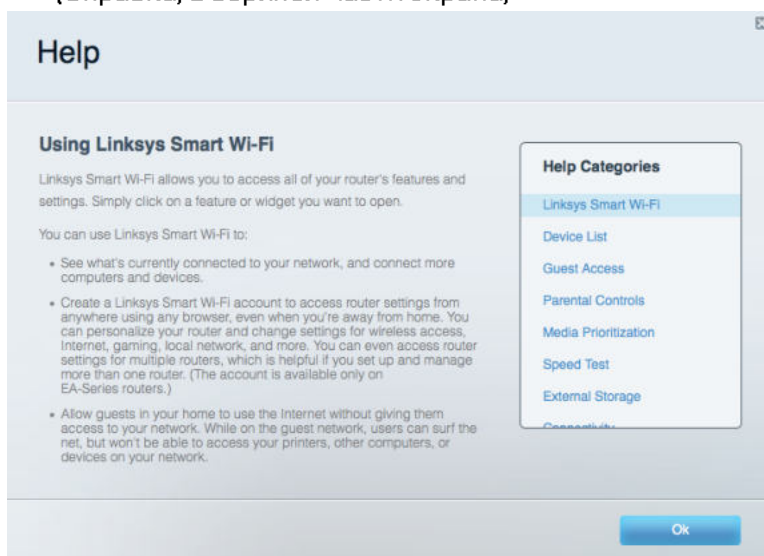 Help
Using Linksys Smart Wi-Fi
Linksys Smart Wi-Fi allows you to access all of your router's features and
settings. Simply click on a feature or widget you want to open.
You can use Linksys Smart Wi-Fi to:
• See what's currently connected to your network, and connect more
computers and devices.
• Create a Linksys Smart Wi-Fi account to access router settings from
anywhere using any browser, even when you're away from home. You
can personalize your router and change settings for wireless access,
Internet, gaming, local network, and more. You can even access router
settings for multiple routers, which is helpful if you set up and manage
more than one router. (The account is available only on
EA-Series routers.)
• Allow guests in your home to use the Internet without giving them
access to your network. While on the guest network, users can surf the
net, but won't be able to access your printers, other computers, or
devices on your network.
Help Categories
Linksys Smart Wi-Fi
Device List
Guest Access
Parental Controls
Media Prioritization
Speed Test
External Storage
Ok